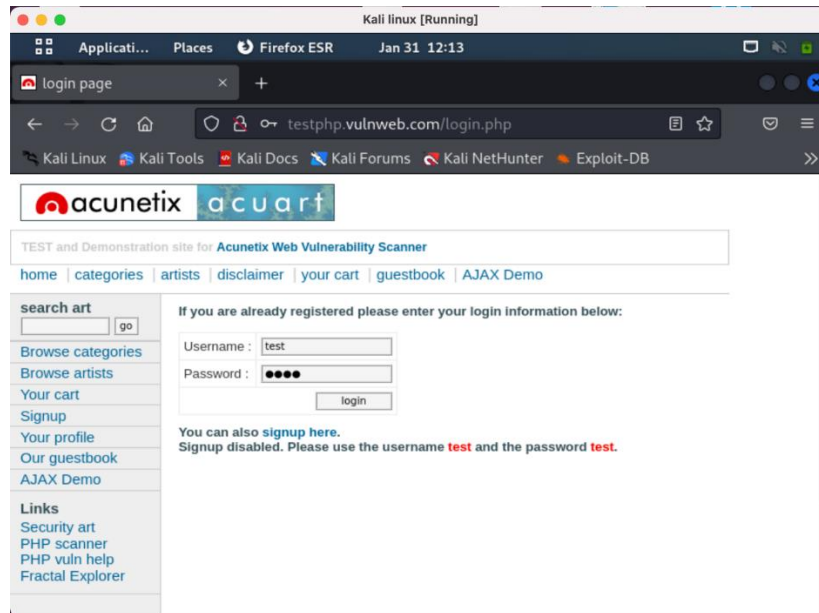 Kali linux [Running]
Applicati... Places Firefox ESR Jan 31 12:13
login page
testphp.vulnweb.com/login.php
Kali Linux Kali Tools Kali Docs Kali Forums Kali NetHunter Exploit-DB
acunetix acuart
TEST and Demonstration site for Acunetix Web Vulnerability Scanner
home | categories | artists | disclaimer | your cart | guestbook | AJAX Demo
search art
go
Browse categories
Browse artists
Your cart
Signup
Your profile
Our guestbook
AJAX Demo
Links
Security art
PHP scanner
PHP vuln help
Fractal Explorer
If you are already registered please enter your login information below:
Username : test
Password : ●●●●
login
You can also signup here.
Signup disabled. Please use the username test and the password test.